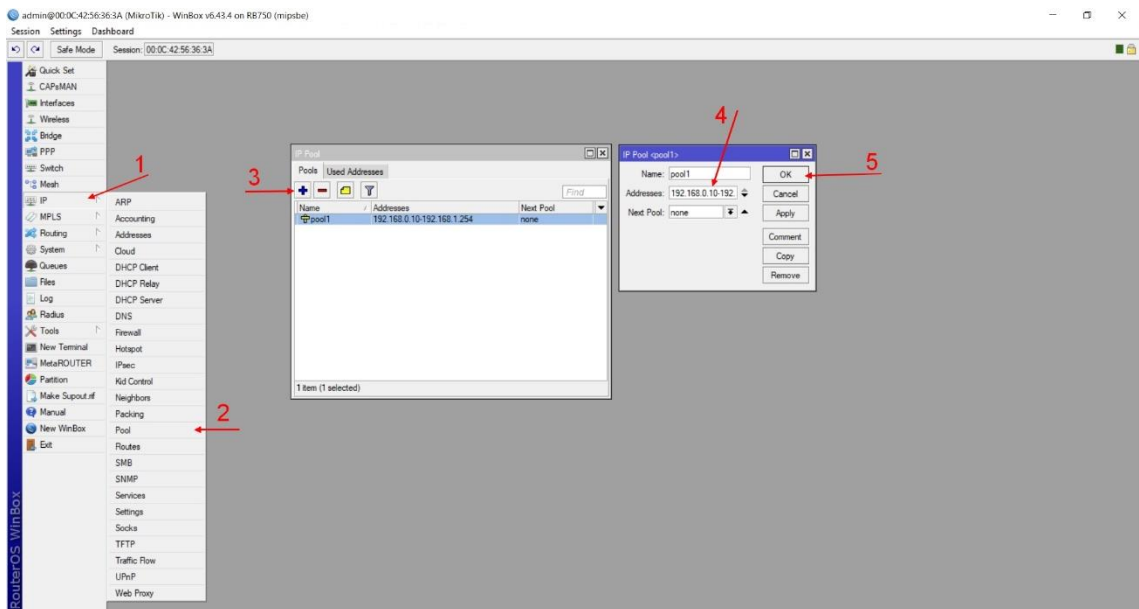 admin@00:0C:42:56:36:3A (MikroTik) - WinBox v6.43.4 on RB750 (mipsbe)
Session Settings Dashboard
Safe Mode Session: 00:0C:42:56:36:3A
Quick Set
CAPsMAN
Interfaces
Wireless
Bridge
PPP
Switch
Mesh
IP
MPLS
Routing
System
Queues
Files
Log
Radius
Tools
New Terminal
MetaROUTER
Partition
Make Supout.rif
Manual
New WinBox
Exit
RouterOS WinBox
1
ARP
Accounting
Addresses
Cloud
DHCP Client
DHCP Relay
DHCP Server
DNS
Firewall
Hotspot
IPsec
Kid Control
Neighbors
Packing
Pool
Routes
SMB
SNMP
Services
Settings
Socks
TFTP
Traffic Flow
UPnP
Web Proxy
2
3
IP Pool
Pools Used Addresses
Find
Name Addresses Next Pool
pool1 192.168.0.10-192.168.1.254 none
1 item (1 selected)
4
IP Pool <pool1>
Name: pool1 OK
Addresses: 192.168.0.10-192 Cancel
Next Pool: none Apply
Comment
Copy
Remove
5